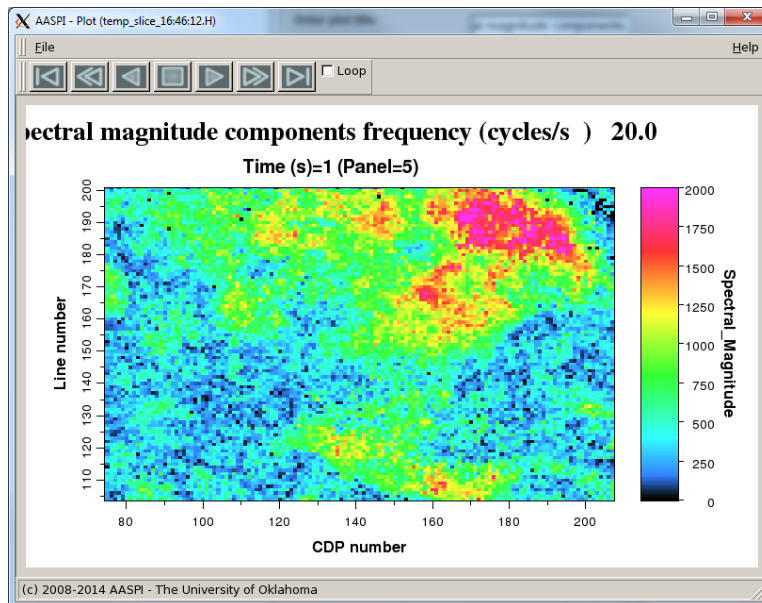 AASPI - Plot (temp_slice_16:46:12.H)
File
Help
Loop
pectral magnitude components frequency (cycles/s ) 20.0
Time (s)=1 (Panel=5)
Line number
200
190
180
170
160
150
140
130
120
110
80 100 120 140 160 180 200
CDP number
2000
1750
1500
1250
1000
750
500
250
0
Spectral_Magnitude
(c) 2008-2014 AASPI - The University of Oklahoma